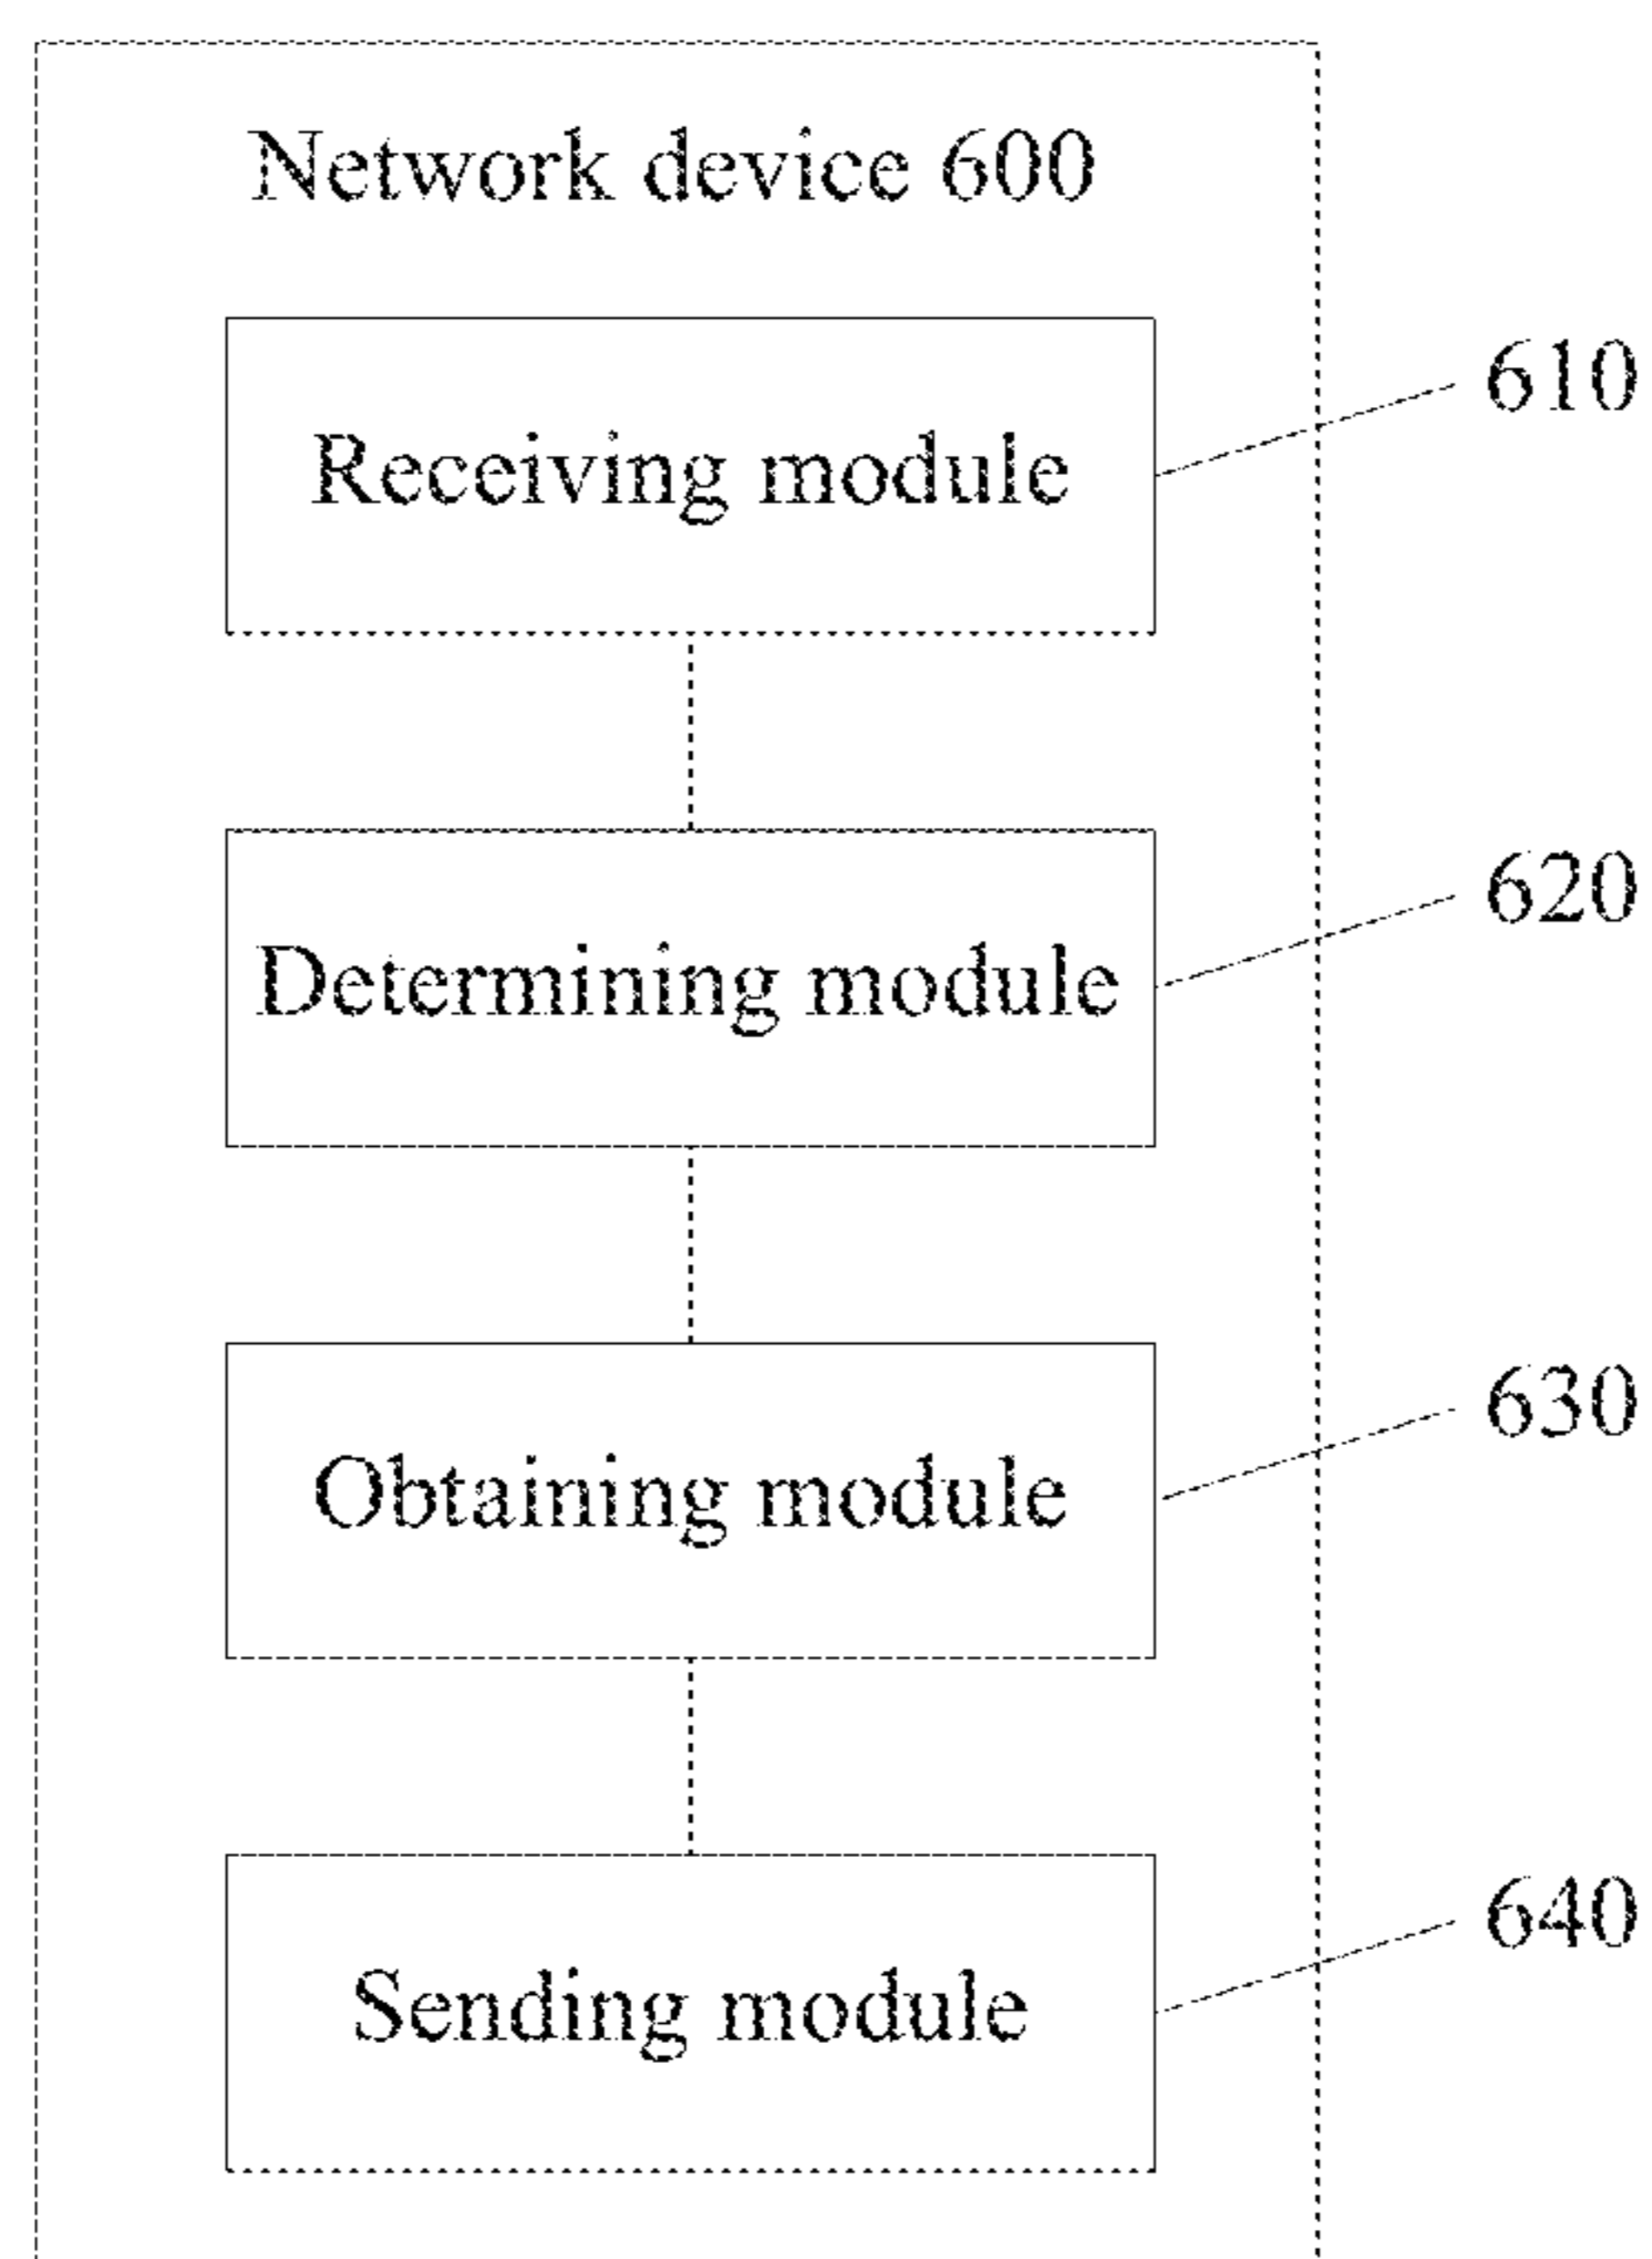 Network device 600
Receiving module
610
Determining module
620
Obtaining module
630
Sending module
640